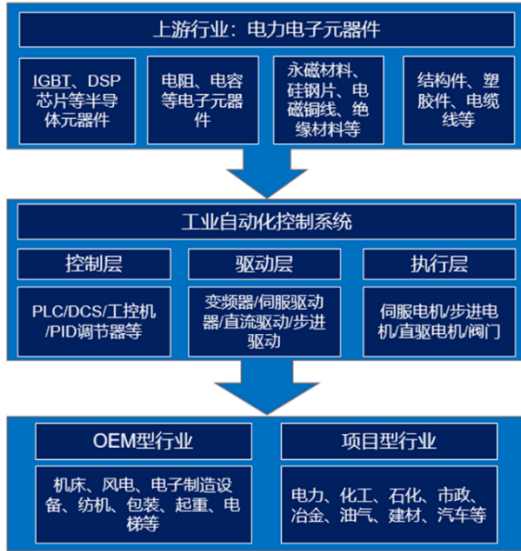 上游行业：电力电子元器件
IGBT、DSP
芯片等半导
体元器件
电阻、电容
等电子元器
件
永磁材料、
硅钢片、电
磁铜线、绝
缘材料等
结构件、塑
胶件、电缆
线等
工业自动化控制系统
控制层
驱动层
执行层
PLC/DCS/工控机
/PID调节器等
变频器/伺服驱动
器/直流驱动/步进
驱动
伺服电机/步进电
机/直驱电机/阀门
OEM型行业
项目型行业
机床、风电、电子制造设
备、纺机、包装、起重、电
梯等
电力、化工、石化、市政、
冶金、油气、建材、汽车等